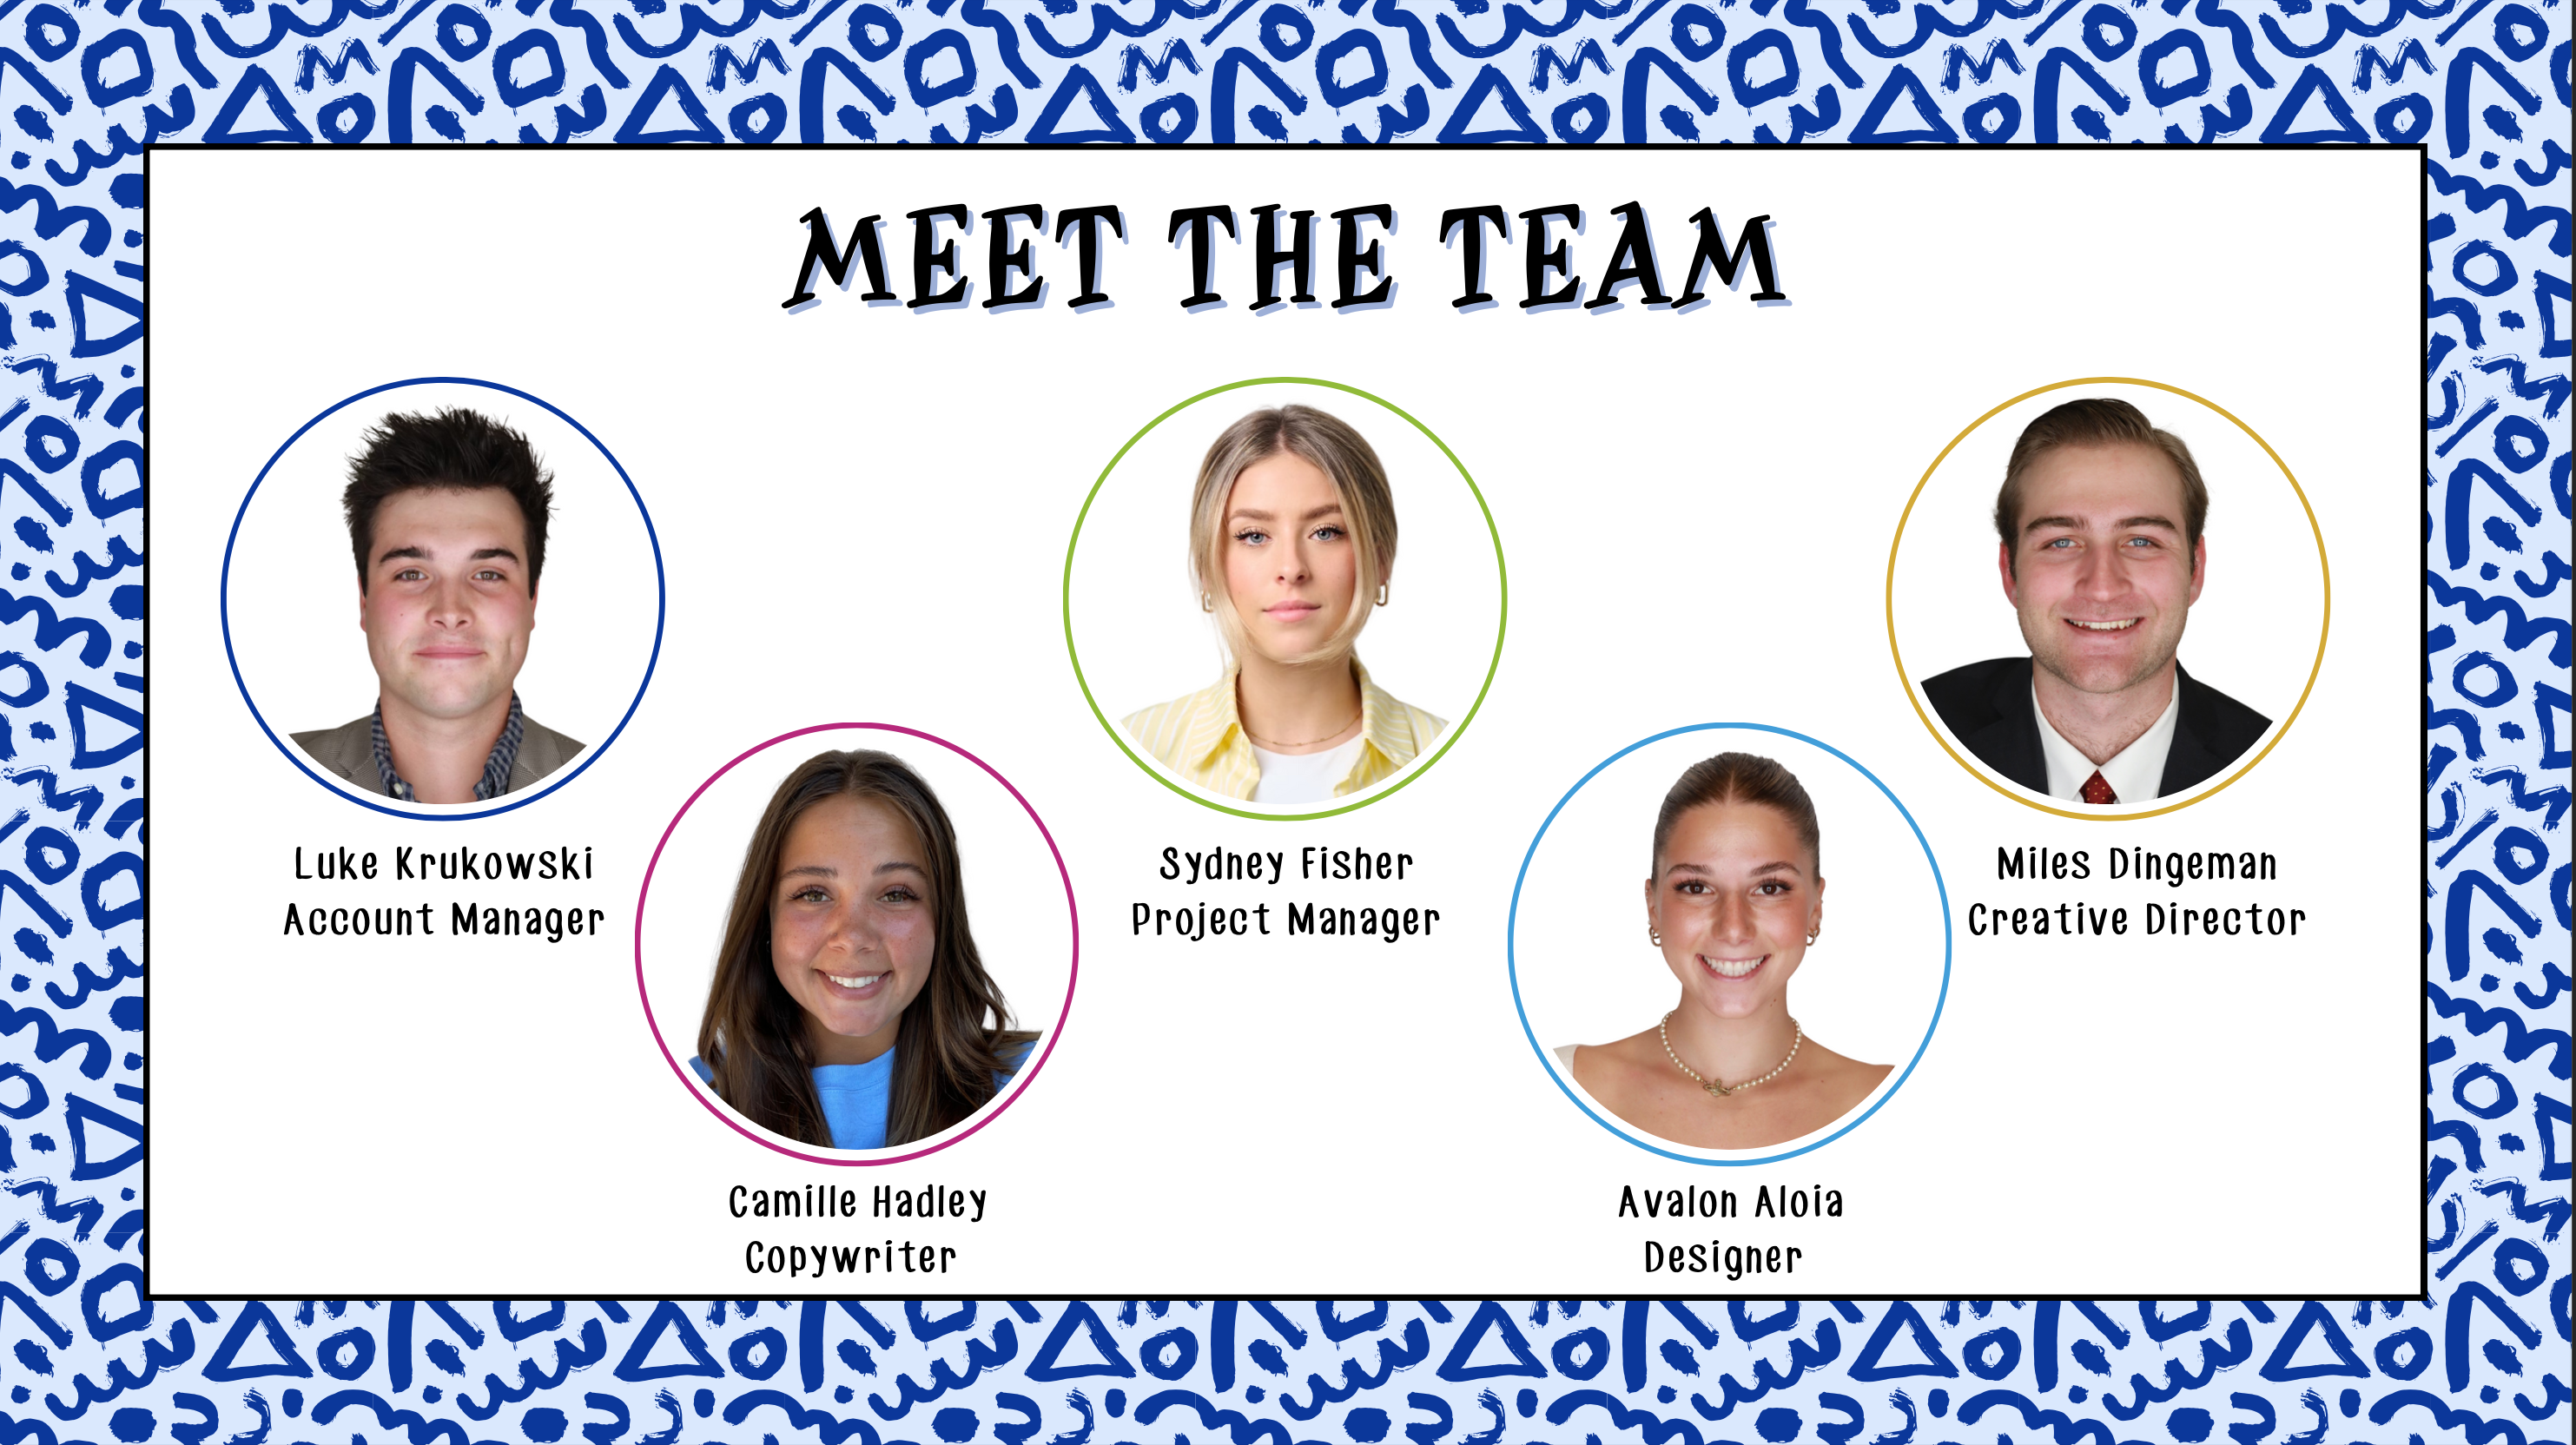 MEET THE TEAM
Luke Krukowski
Account Manager
Camille Hadley
Copywriter
Sydney Fisher
Project Manager
Avalon Aloia
Designer
Miles Dingeman
Creative Director